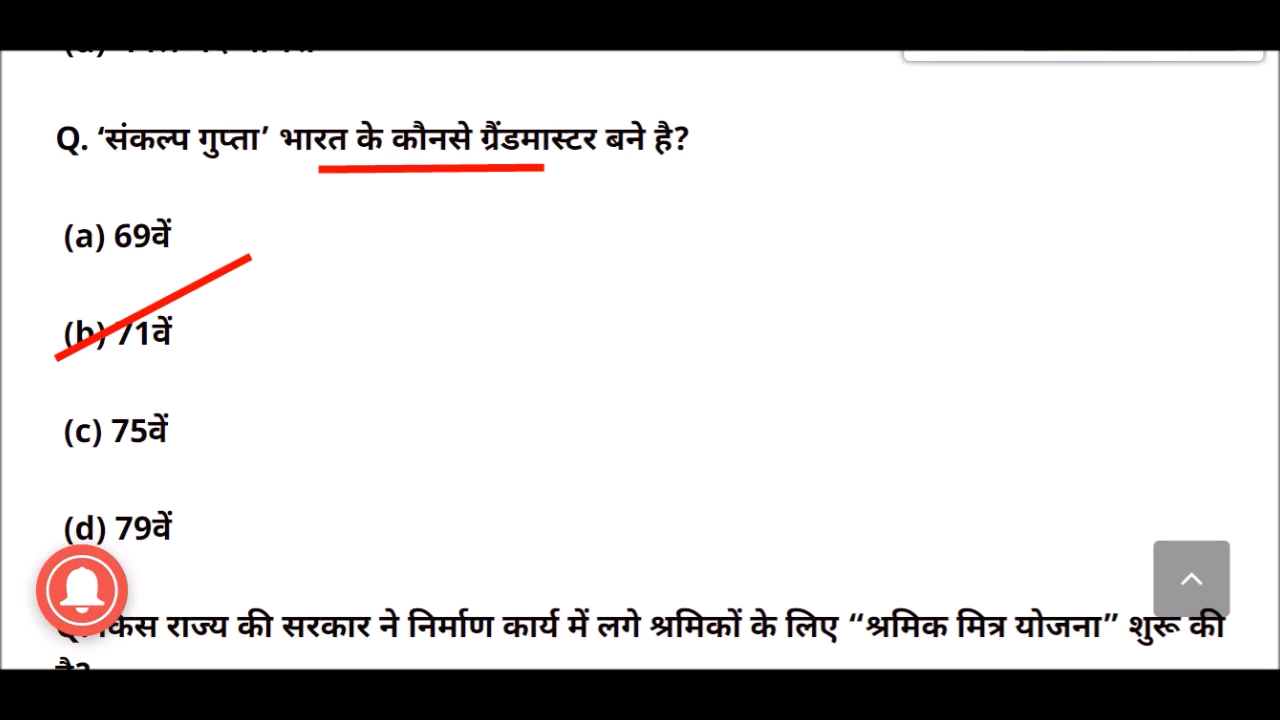 Q. ‘संकल्प गुप्ता’ भारत के कौनसे ग्रैंडमास्टर बने है?
(a) 69वें
(b) 71वें
(c) 75वें
(d) 79वें
किस राज्य की सरकार ने निर्माण कार्य में लगे श्रमिकों के लिए “श्रमिक मित्र योजना” शुरू की